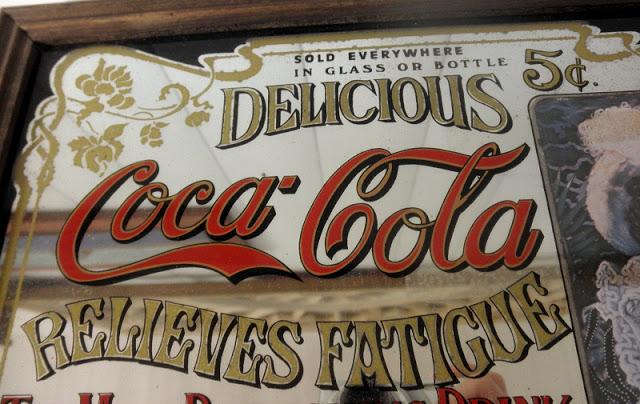 SOLD EVERYWHERE
IN GLASS OR BOTTLE
5¢.
DELICIOUS
Coca-Cola
RELIEVES FATIGUE